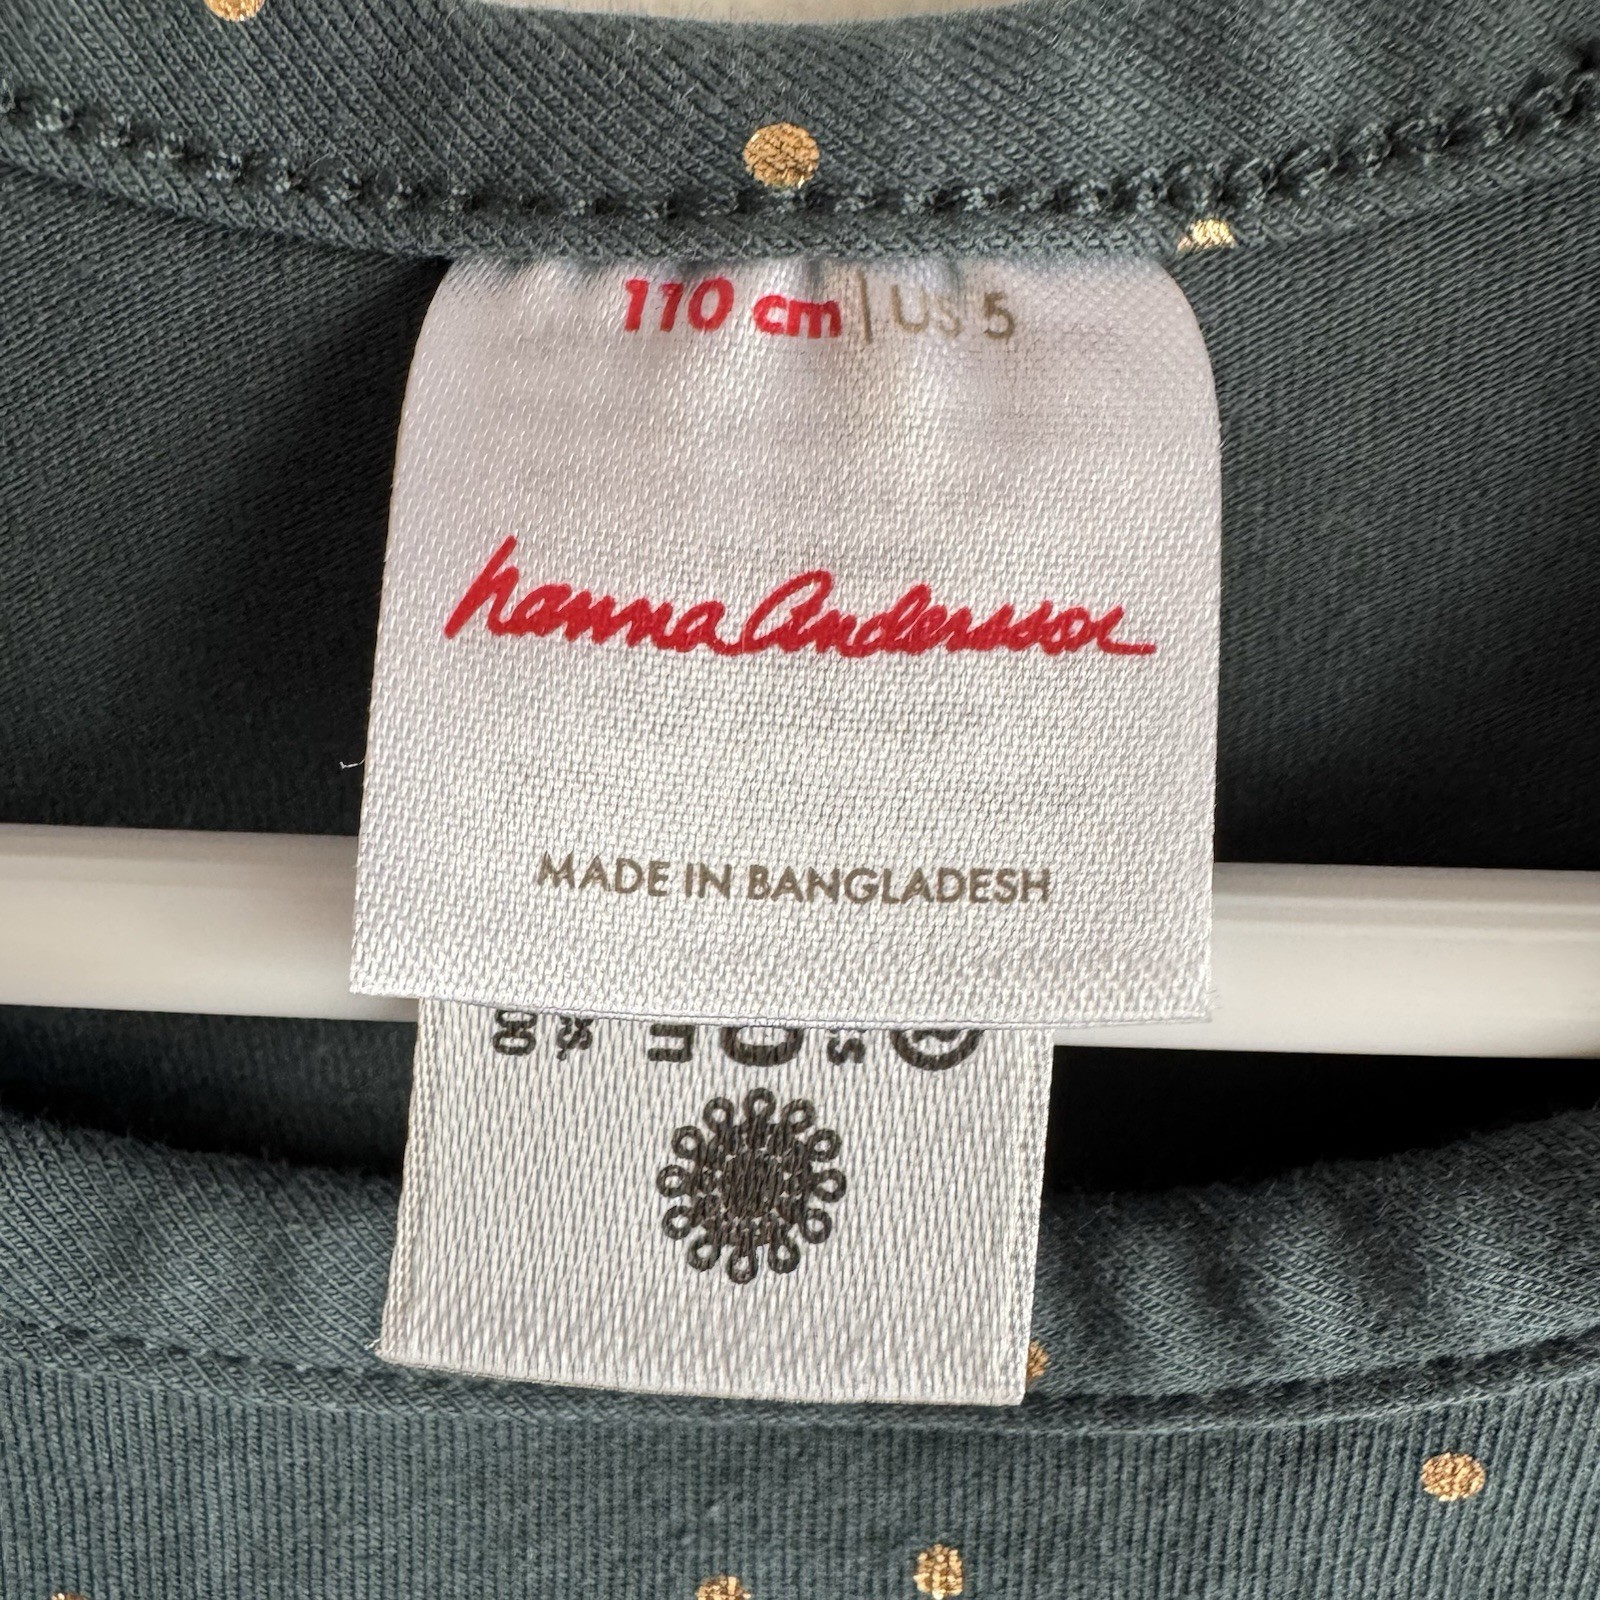 110 cm | US 5
hanna Andersson
MADE IN BANGLADESH